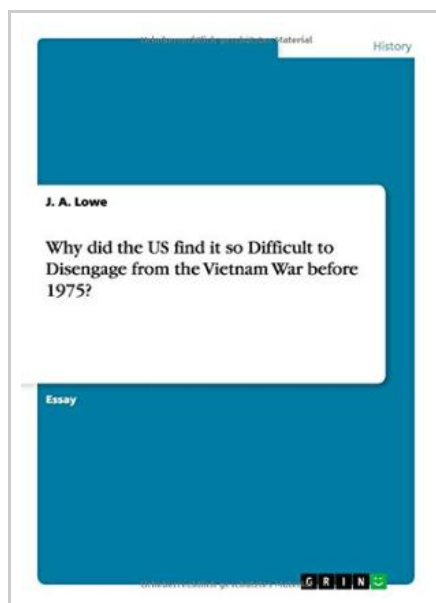 History
J. A. Lowe
Why did the US find it so Difficult to
Disengage from the Vietnam War before
1975?
Essay
GRIN